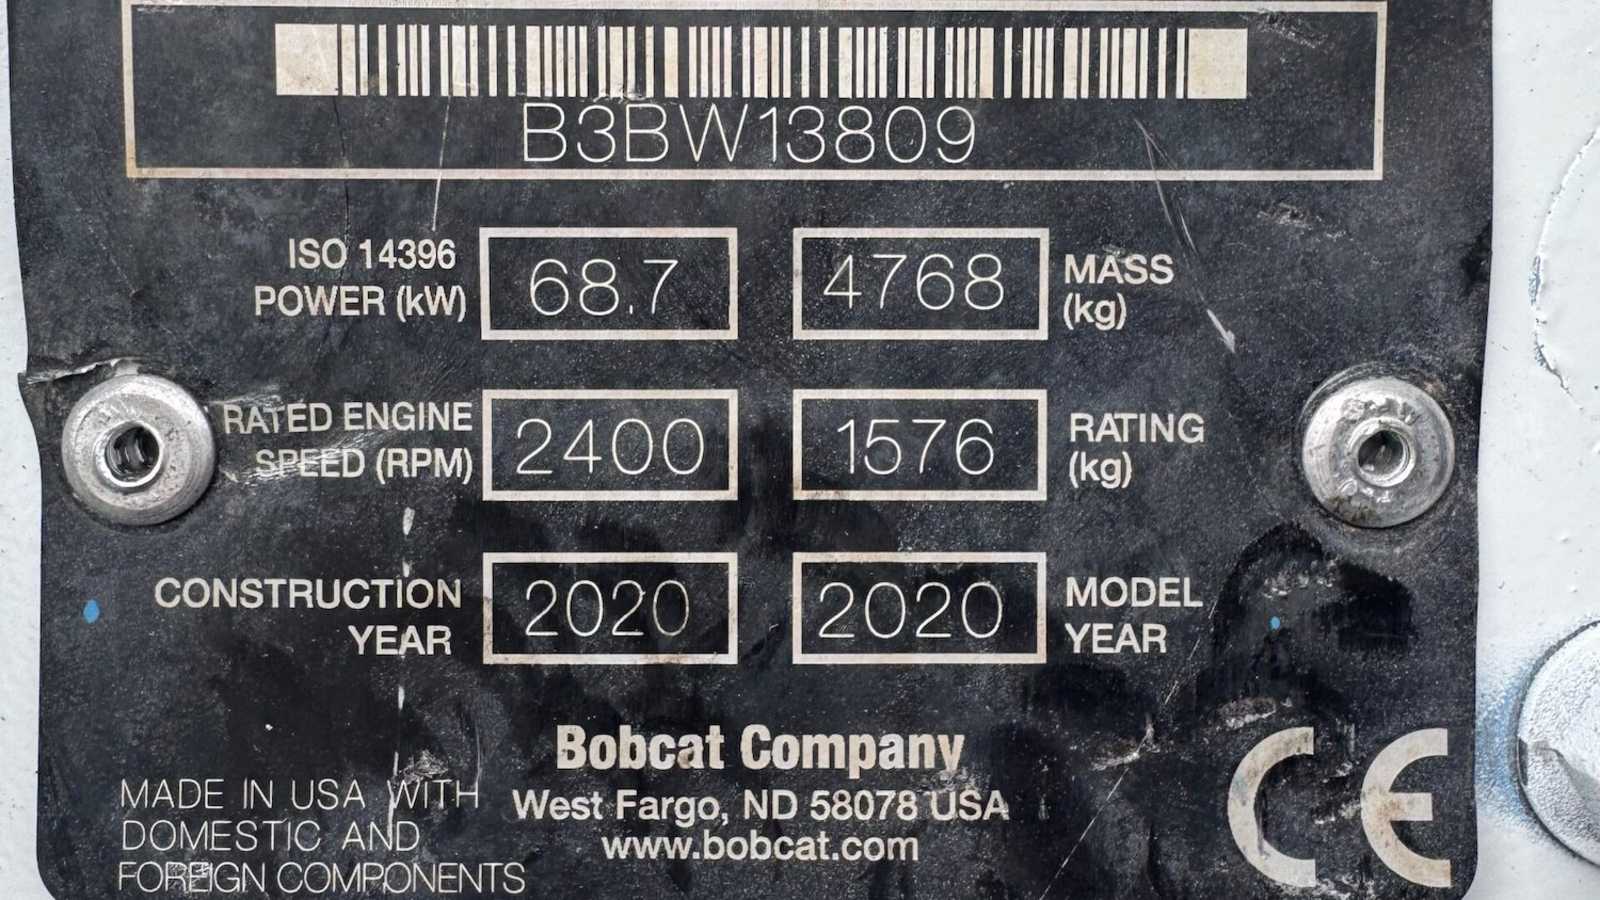 B3BW13809
ISO 14396
POWER (kW)
68.7
4768
MASS
(kg)
RATED ENGINE
SPEED (RPM)
2400
1576
RATING
(kg)
CONSTRUCTION
YEAR
2020
2020
MODEL
YEAR
Bobcat Company
West Fargo, ND 58078 USA
www.bobcat.com
MADE IN USA WITH
DOMESTIC AND
FOREIGN COMPONENTS
CE